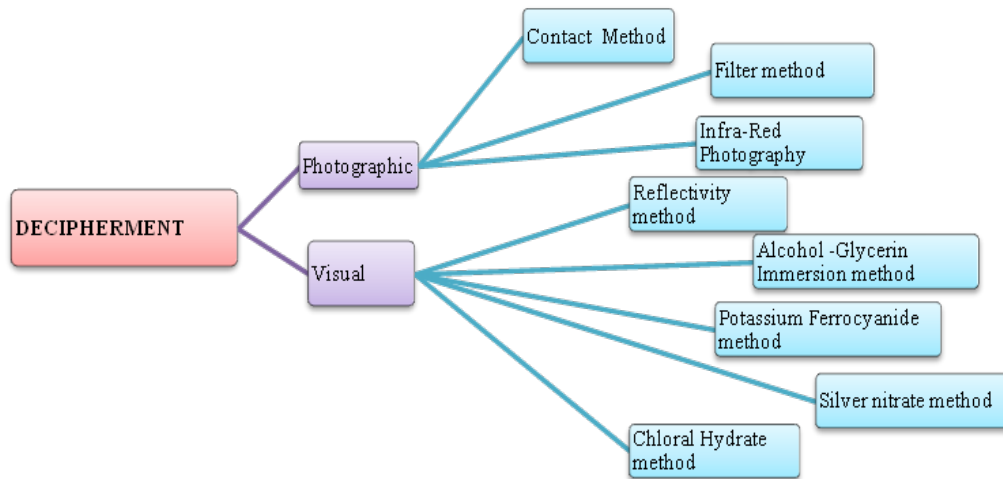 Contact Method
Filter method
Infra-Red
Photography
Photographic
Reflectivity
method
DECIPHERMENT
Alcohol -Glycerin
Immersion method
Visual
Potassium Ferrocyanide
method
Silver nitrate method
Chloral Hydrate
method